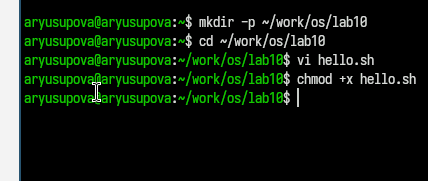 aryusupova@aryusupova:~$ mkdir -p ~/work/os/lab10
aryusupova@aryusupova:~$ cd ~/work/os/lab10
aryusupova@aryusupova:~/work/os/lab10$ vi hello.sh
aryusupova@aryusupova:~/work/os/lab10$ chmod +x hello.sh
aryusupova@aryusupova:~/work/os/lab10$